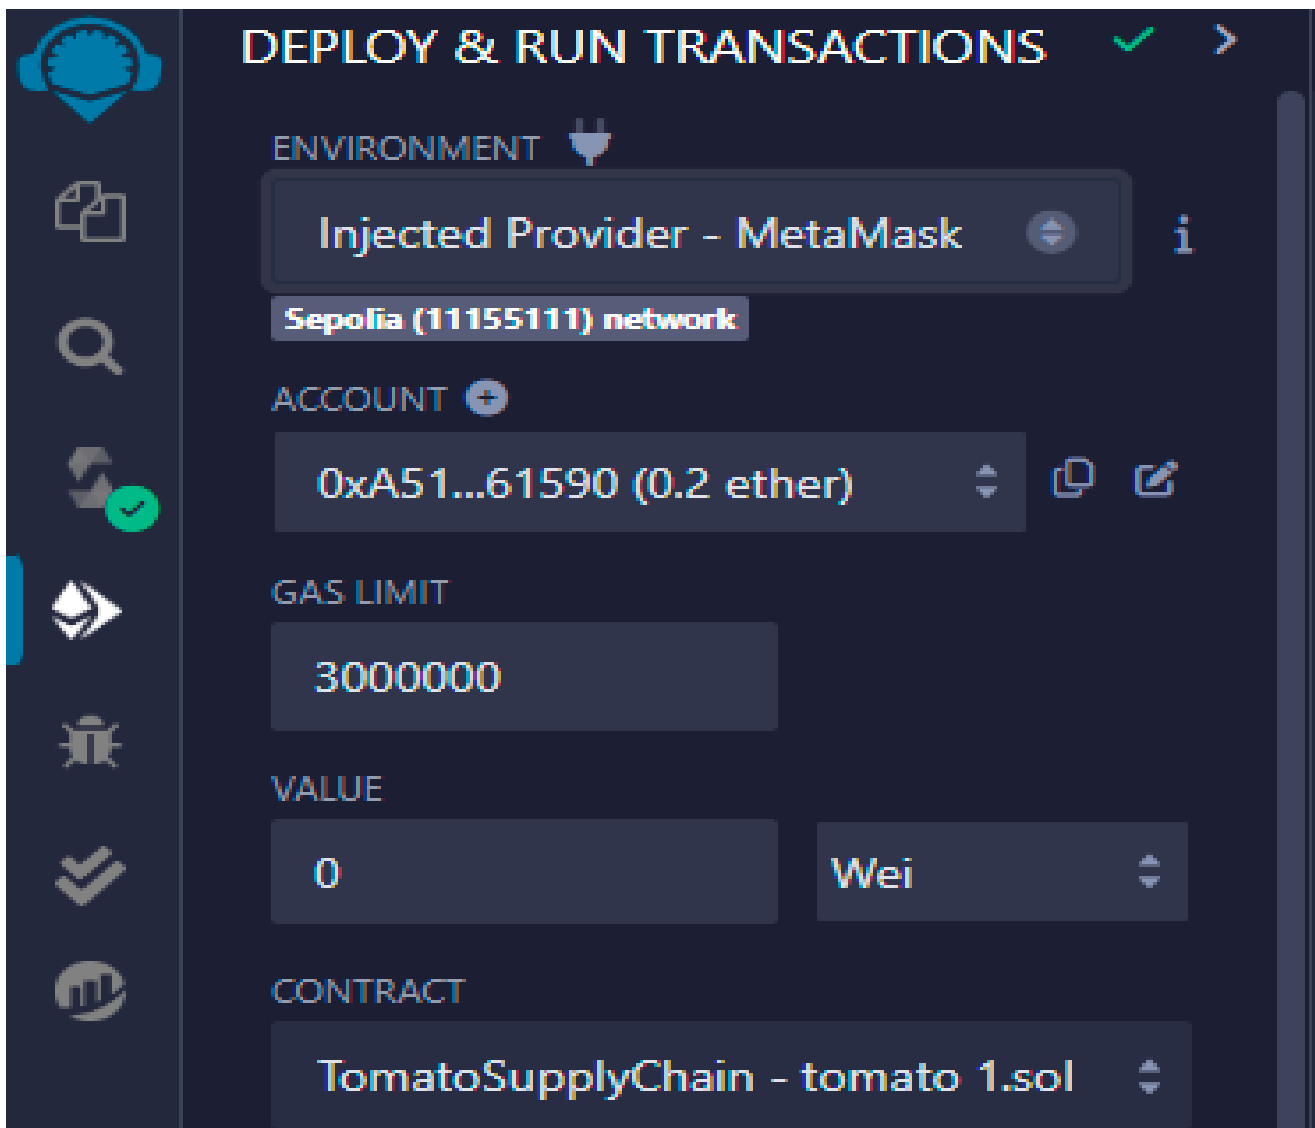 DEPLOY & RUN TRANSACTIONS
ENVIRONMENT
Injected Provider - MetaMask
i
Sepolia (11155111) network
ACCOUNT
0xA51...61590 (0.2 ether)
GAS LIMIT
3000000
VALUE
0 Wei
CONTRACT
TomatoSupplyChain - tomato 1.sol